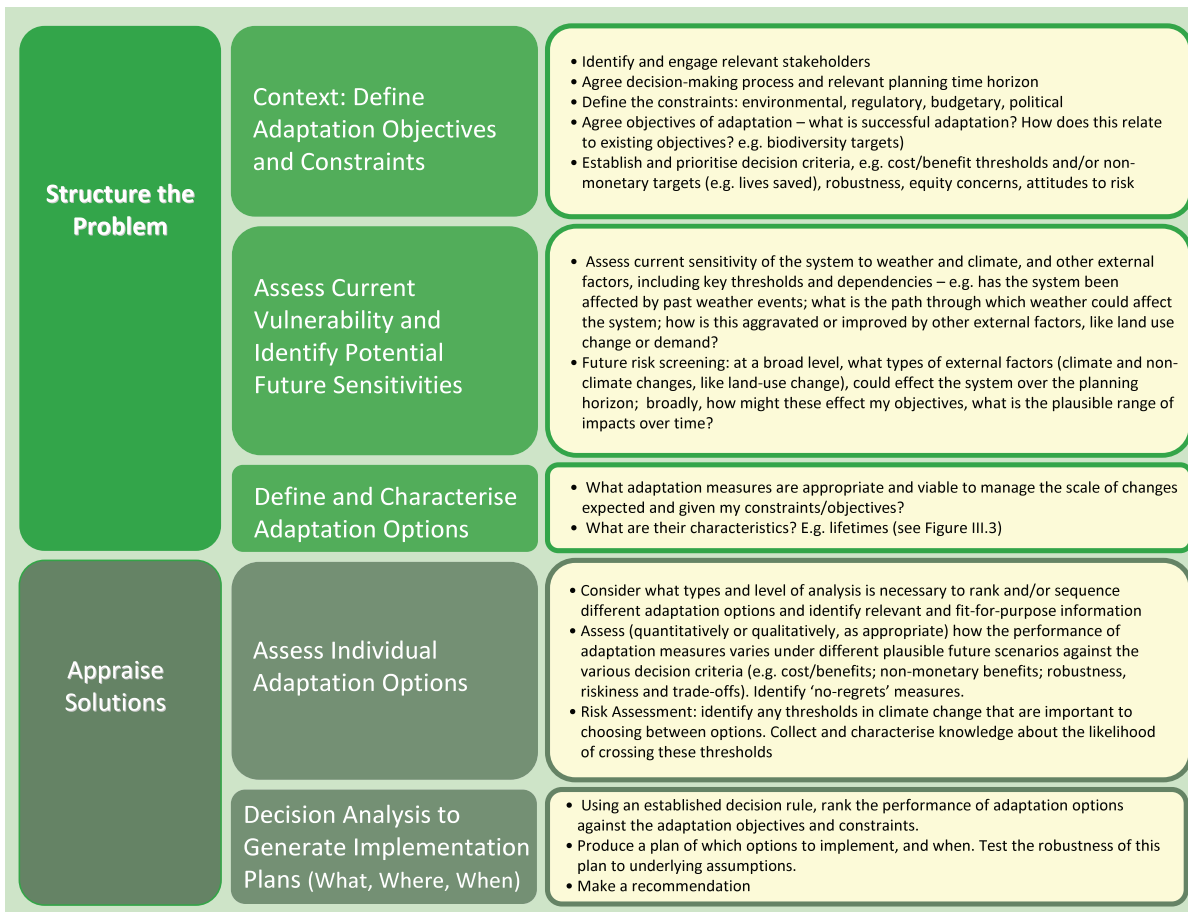 Structure the
Problem
Context: Define
Adaptation Objectives
and Constraints
• Identify and engage relevant stakeholders
• Agree decision-making process and relevant planning time horizon
• Define the constraints: environmental, regulatory, budgetary, political
• Agree objectives of adaptation – what is successful adaptation? How does this relate
to existing objectives? e.g. biodiversity targets)
• Establish and prioritise decision criteria, e.g. cost/benefit thresholds and/or non-
monetary targets (e.g. lives saved), robustness, equity concerns, attitudes to risk
Assess Current
Vulnerability and
Identify Potential
Future Sensitivities
• Assess current sensitivity of the system to weather and climate, and other external
factors, including key thresholds and dependencies – e.g. has the system been
affected by past weather events; what is the path through which weather could affect
the system; how is this aggravated or improved by other external factors, like land use
change or demand?
• Future risk screening: at a broad level, what types of external factors (climate and non-
climate changes, like land-use change), could effect the system over the planning
horizon; broadly, how might these effect my objectives, what is the plausible range of
impacts over time?
Define and Characterise
Adaptation Options
• What adaptation measures are appropriate and viable to manage the scale of changes
expected and given my constraints/objectives?
• What are their characteristics? E.g. lifetimes (see Figure III.3)
Appraise
Solutions
Assess Individual
Adaptation Options
• Consider what types and level of analysis is necessary to rank and/or sequence
different adaptation options and identify relevant and fit-for-purpose information
• Assess (quantitatively or qualitatively, as appropriate) how the performance of
adaptation measures varies under different plausible future scenarios against the
various decision criteria (e.g. cost/benefits; non-monetary benefits; robustness,
riskiness and trade-offs). Identify ‘no-regrets’ measures.
• Risk Assessment: identify any thresholds in climate change that are important to
choosing between options. Collect and characterise knowledge about the likelihood
of crossing these thresholds
Decision Analysis to
Generate Implementation
Plans (What, Where, When)
• Using an established decision rule, rank the performance of adaptation options
against the adaptation objectives and constraints.
• Produce a plan of which options to implement, and when. Test the robustness of this
plan to underlying assumptions.
• Make a recommendation